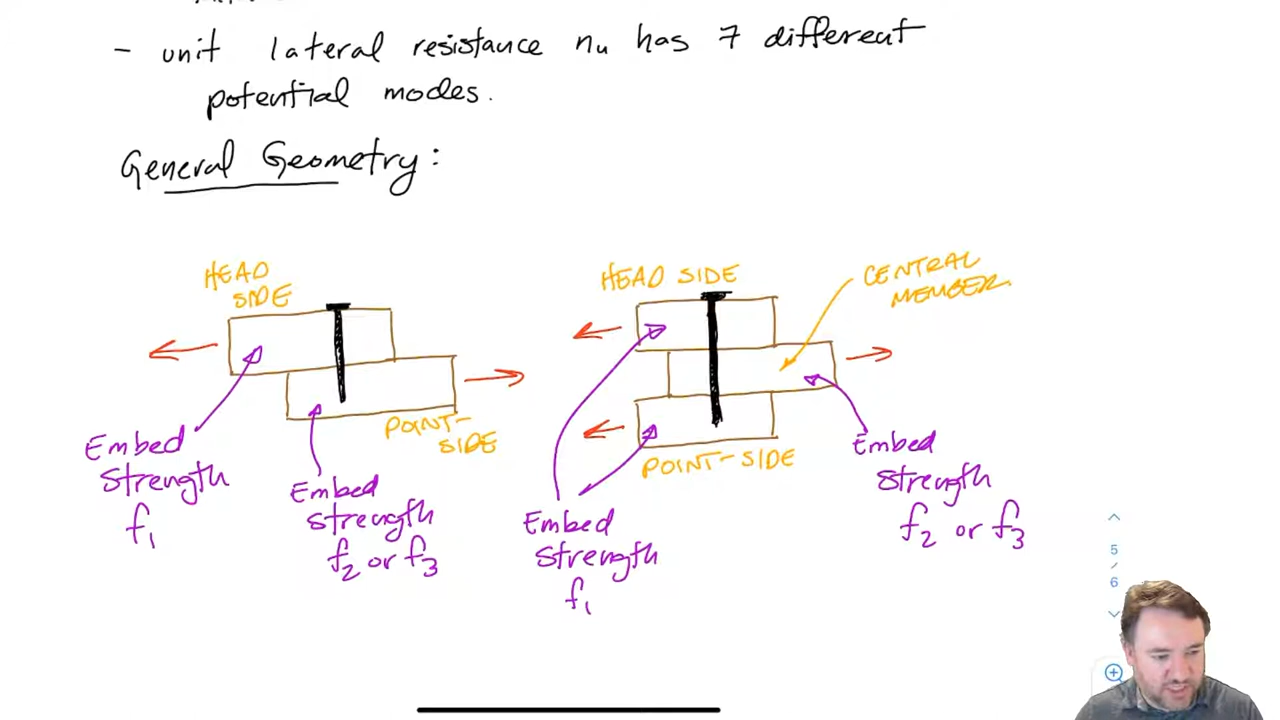 - unit lateral resistance nu has 7 different
potential modes.
General Geometry:
HEAD
SIDE
POINT-
SIDE
Embed
Strength
f1
Embed
Strength
f2 or f3
HEAD SIDE
CENTRAL
MEMBER
POINT-SIDE
Embed
Strength
f1
Embed
Strength
f2 or f3
5
/
6